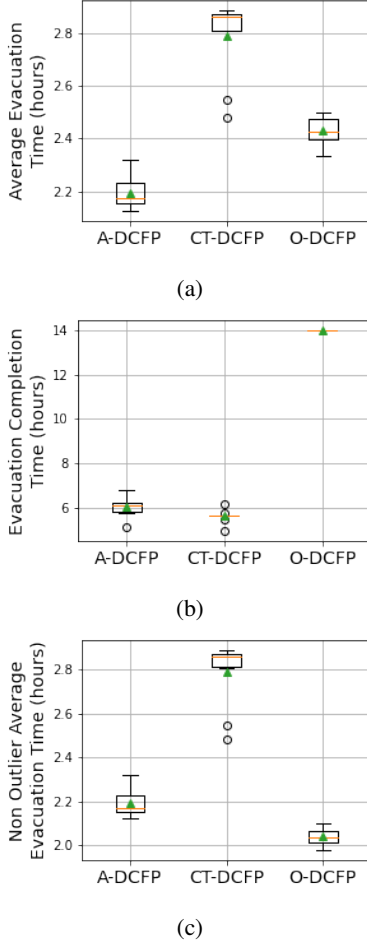 Average Evacuation
Time (hours)
2.8
2.6
2.4
2.2
A-DCFP CT-DCFP O-DCFP
(a)
Evacuation Completion
Time (hours)
14
12
10
8
6
A-DCFP CT-DCFP O-DCFP
(b)
Non Outlier Average
Evacuation Time (hours)
2.8
2.6
2.4
2.2
2.0
A-DCFP CT-DCFP O-DCFP
(c)